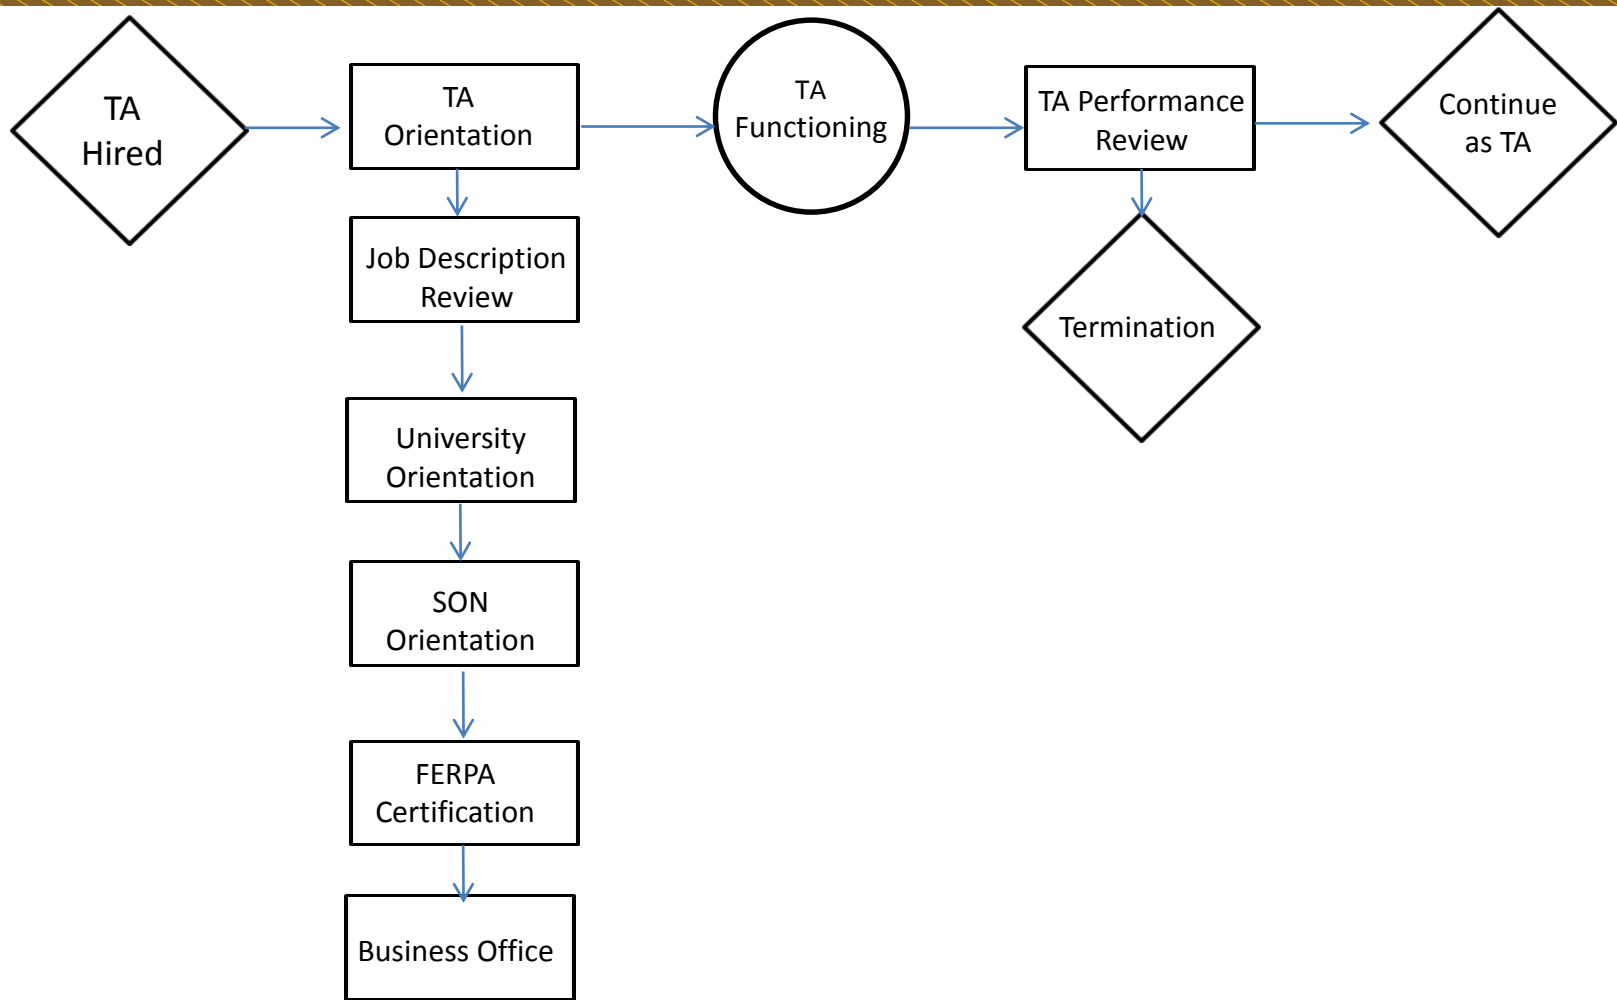 TA
Hired
TA
Orientation
TA
Functioning
TA Performance
Review
Continue
as TA
Job Description
Review
Termination
University
Orientation
SON
Orientation
FERPA
Certification
Business Office